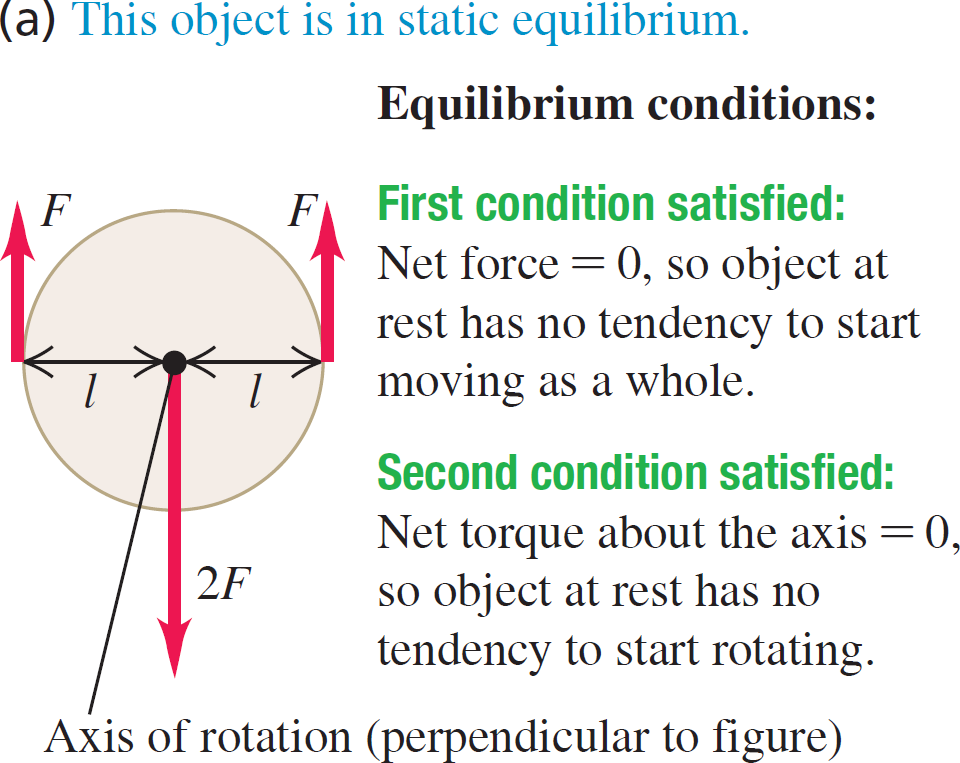 (a) This object is in static equilibrium.
Equilibrium conditions:
F
F
First condition satisfied:
Net force = 0, so object at
rest has no tendency to start
moving as a whole.
l
l
Second condition satisfied:
Net torque about the axis = 0,
so object at rest has no
tendency to start rotating.
2F
Axis of rotation (perpendicular to figure)